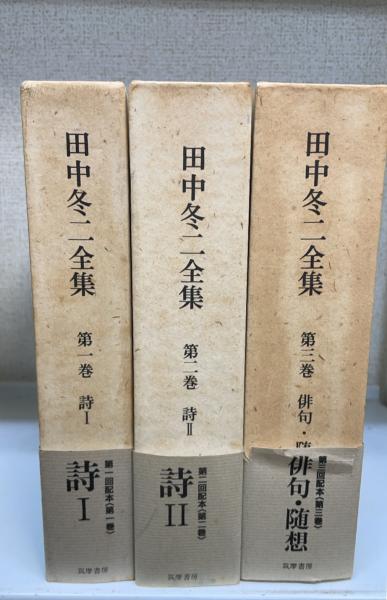 田中冬二全集
第一巻 詩Ⅰ
第一回配本〈第一巻〉
詩Ⅰ
筑摩書房
田中冬二全集
第二巻 詩Ⅱ
第二回配本〈第二巻〉
詩Ⅱ
筑摩書房
田中冬二全集
第三巻 俳句・随
第三回配本〈第三巻〉
俳句・随想
筑摩書房